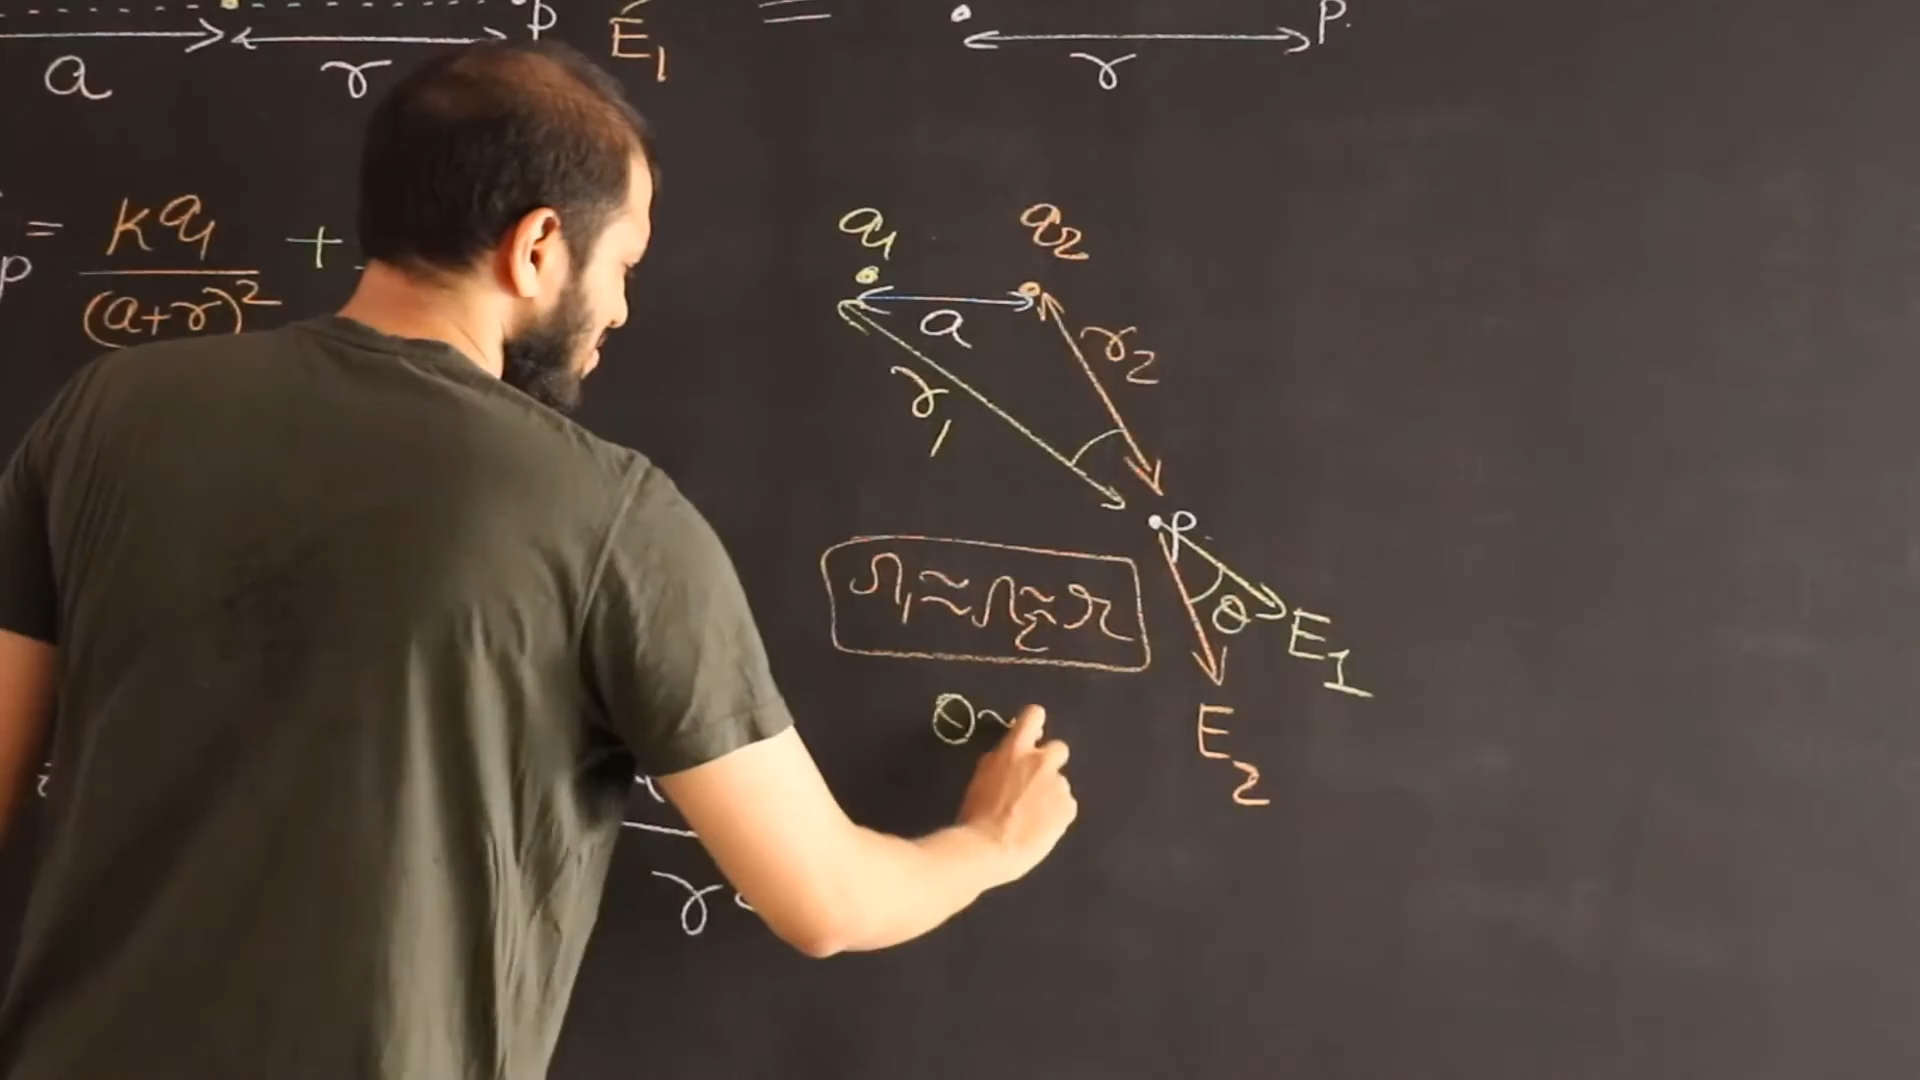 P E₁ = P.
a r r
P = Kq₁/(a+r)² +
q₁ q₂
a
r₁ r₂
P
r₁ ≈ r₂ ≈ r
θ E₁
θ ~ E₂
r